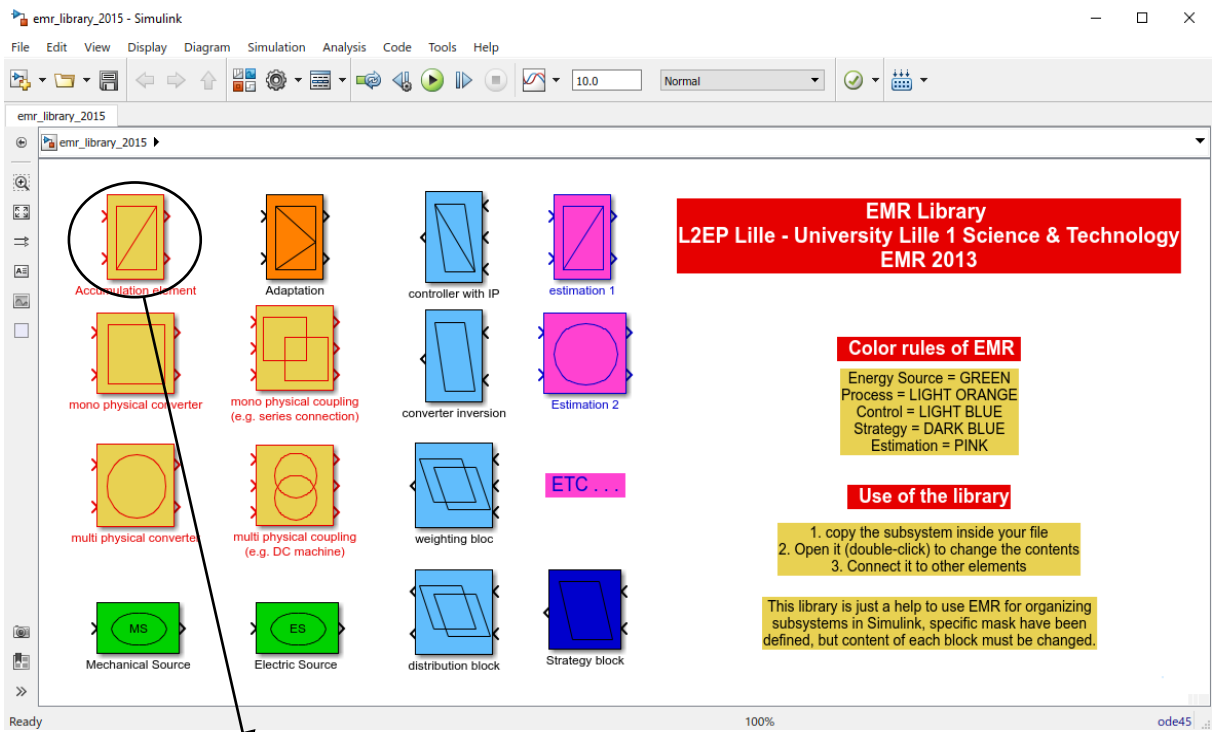 emr_library_2015 - Simulink
File Edit View Display Diagram Simulation Analysis Code Tools Help
10.0 Normal
emr_library_2015
emr_library_2015
Accumulation element
Adaptation
controller with IP
estimation 1
mono physical converter
mono physical coupling
(e.g. series connection)
converter inversion
Estimation 2
multi physical converter
multi physical coupling
(e.g. DC machine)
weighting bloc
ETC . . .
MS
Mechanical Source
ES
Electric Source
distribution block
Strategy block
EMR Library
L2EP Lille - University Lille 1 Science & Technology
EMR 2013
Color rules of EMR
Energy Source = GREEN
Process = LIGHT ORANGE
Control = LIGHT BLUE
Strategy = DARK BLUE
Estimation = PINK
Use of the library
1. copy the subsystem inside your file
2. Open it (double-click) to change the contents
3. Connect it to other elements
This library is just a help to use EMR for organizing
subsystems in Simulink, specific mask have been
defined, but content of each block must be changed.
Ready 100% ode45